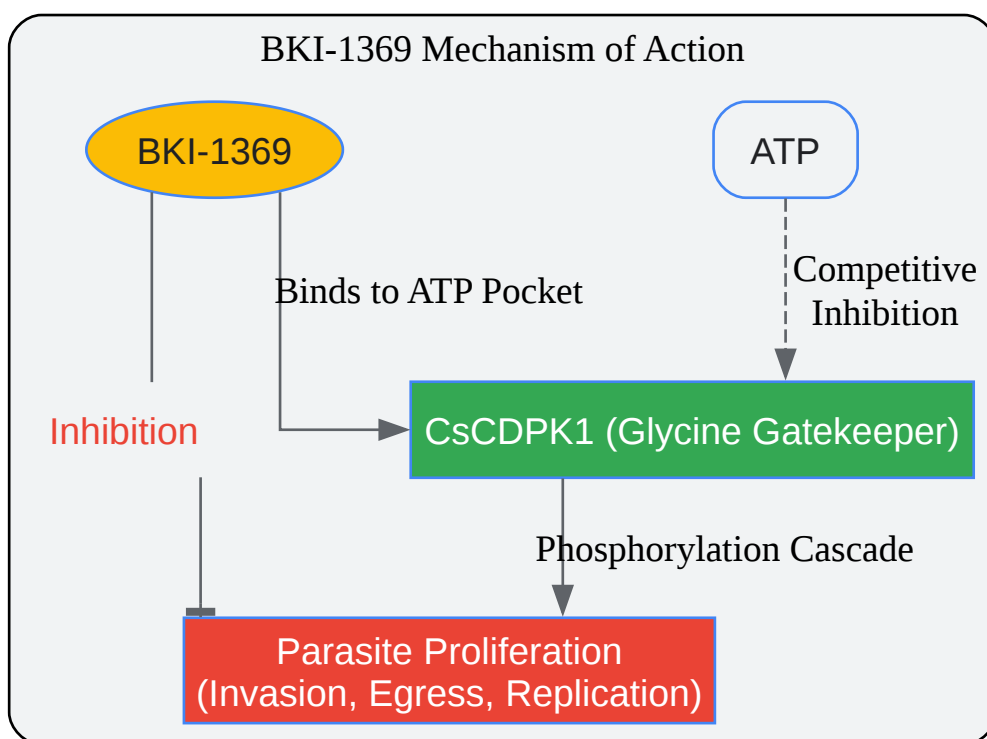 BKI-1369 Mechanism of Action
BKI-1369
ATP
Binds to ATP Pocket
Competitive
Inhibition
Inhibition
CsCDPK1 (Glycine Gatekeeper)
Phosphorylation Cascade
Parasite Proliferation
(Invasion, Egress, Replication)